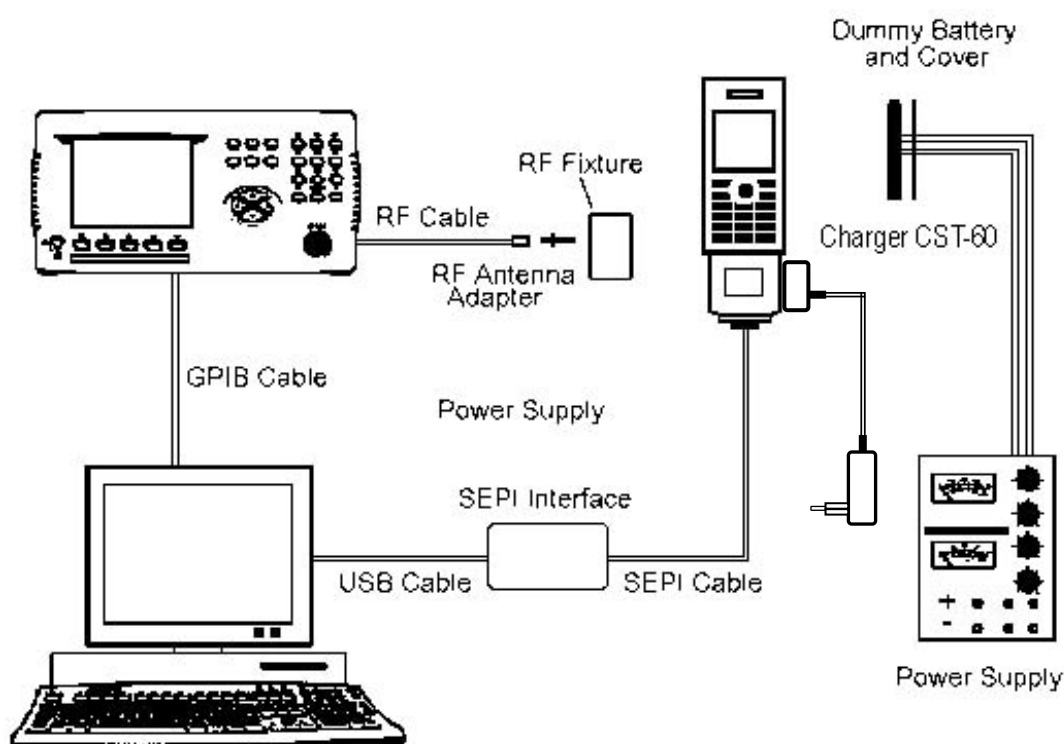 Dummy Battery
and Cover
RF Fixture
RF Cable
Charger CST-60
RF Antenna
Adapter
GPIB Cable
Power Supply
SEPI Interface
USB Cable
SEPI Cable
+
-
Power Supply